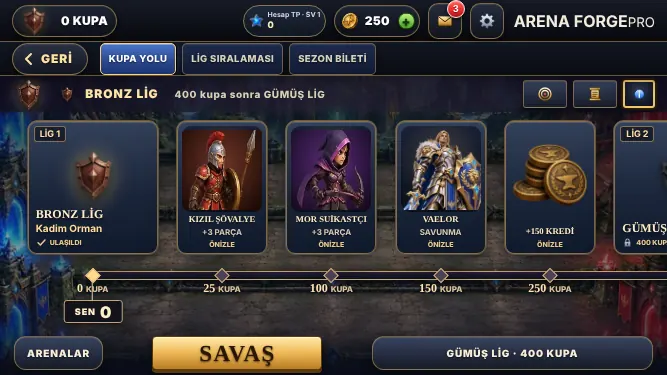 0 KUPA
Hesap TP · SV 1
0
250
3
ARENA FORGEPRO
GERİ
KUPA YOLU
LİG SIRALAMASI
SEZON BİLETİ
BRONZ LİG
400 kupa sonra GÜMÜŞ LİG
LİG 1
BRONZ LİG
Kadim Orman
ULAŞILDI
KIZIL ŞÖVALYE
+3 PARÇA
ÖNİZLE
MOR SUİKASTÇI
+3 PARÇA
ÖNİZLE
VAELOR
SAVUNMA
ÖNİZLE
+150 KREDİ
ÖNİZLE
LİG 2
GÜMÜŞ
400 KUP
0 KUPA
25 KUPA
100 KUPA
150 KUPA
250 KUPA
SEN 0
ARENALAR
SAVAŞ
GÜMÜŞ LİG · 400 KUPA